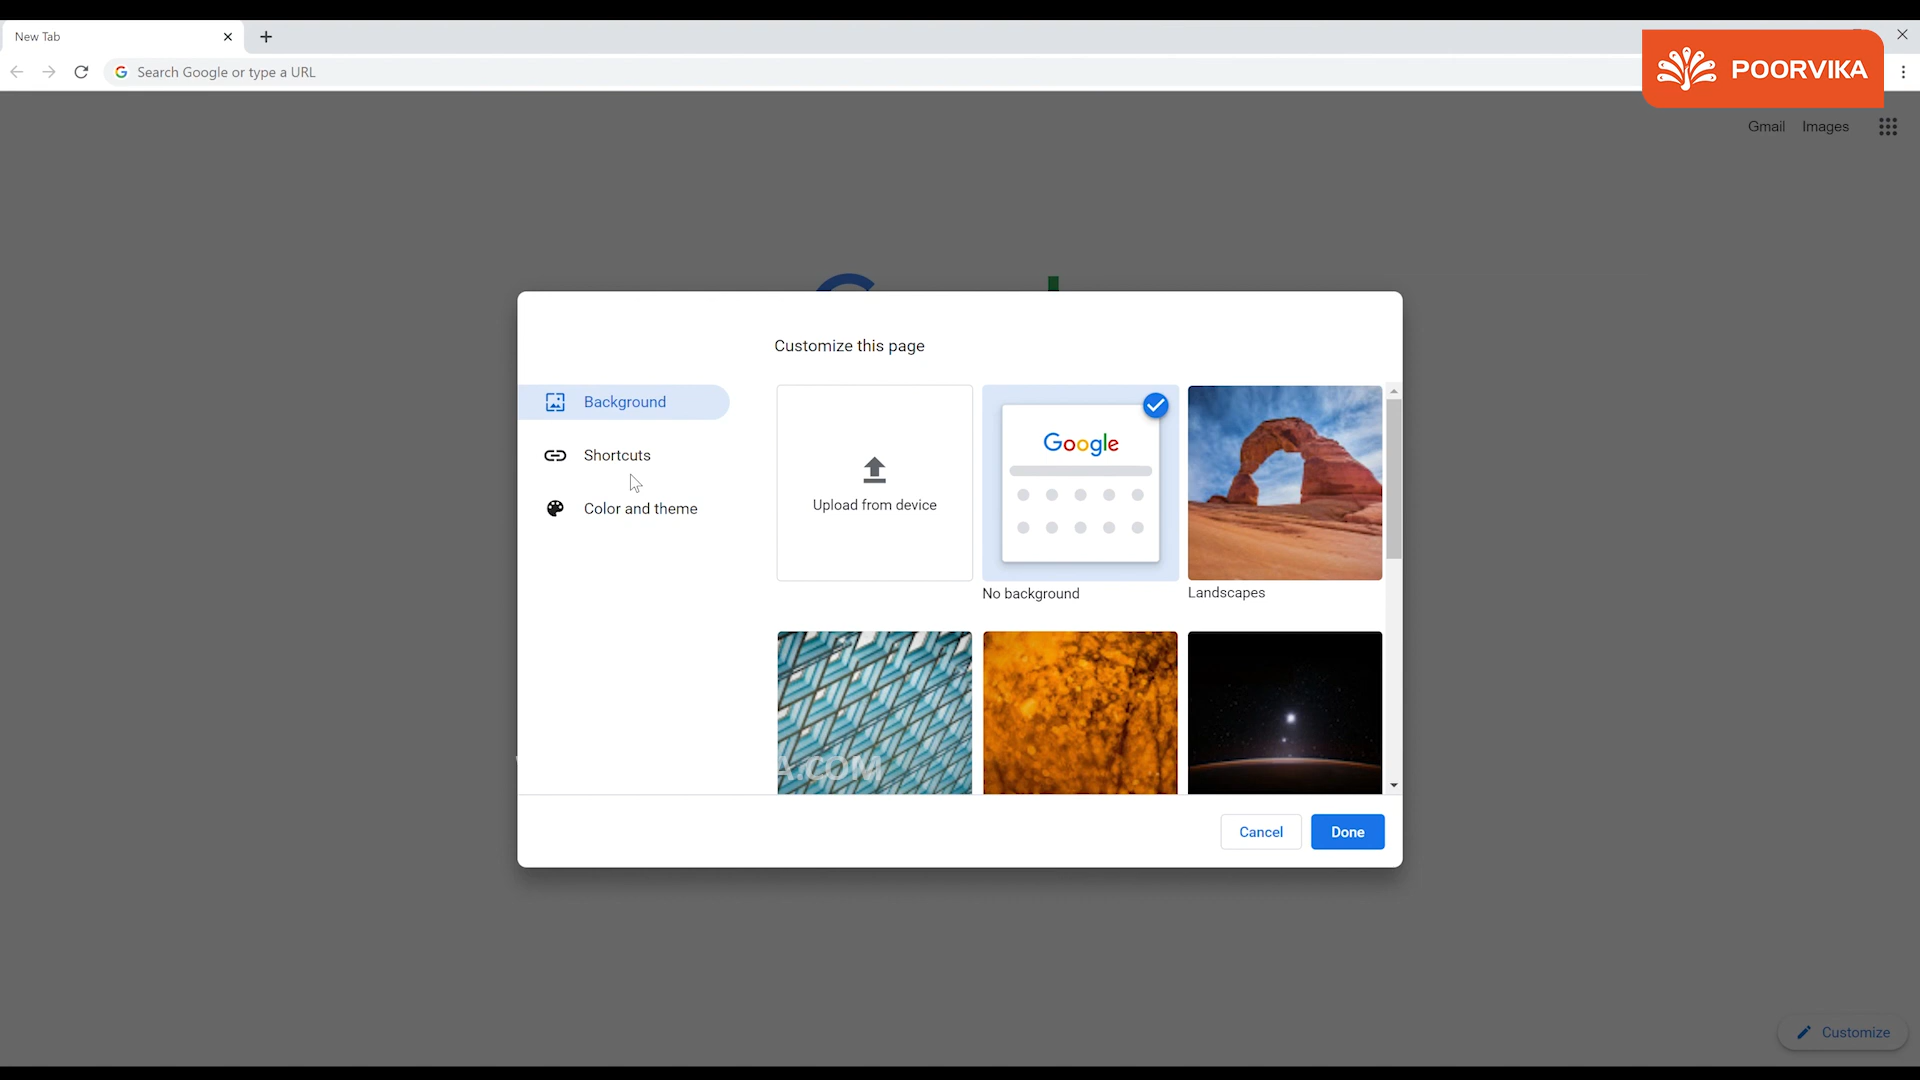 New Tab
Search Google or type a URL
POORVIKA
Gmail Images
Customize this page
Background
Shortcuts
Color and theme
Upload from device
Google
No background
Landscapes
A.COM
Cancel
Done
Customize